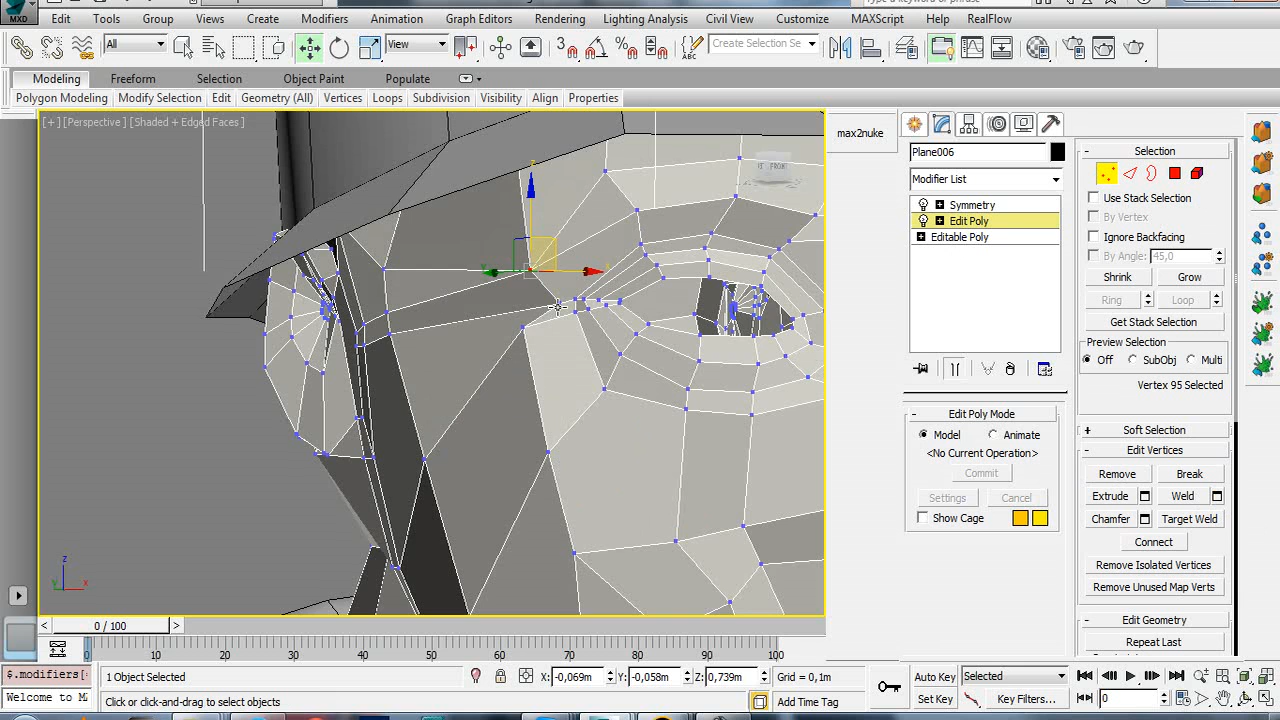 MXD
Edit Tools Group Views Create Modifiers Animation Graph Editors Rendering Lighting Analysis Civil View Customize MAXScript Help RealFlow
All View ABC Create Selection Se
Modeling Freeform Selection Object Paint Populate
Polygon Modeling Modify Selection Edit Geometry (All) Vertices Loops Subdivision Visibility Align Properties
[+] [Perspective] [Shaded + Edged Faces]
max2nuke
Plane006
Modifier List
Symmetry
Edit Poly
Editable Poly
Edit Poly Mode
Model Animate
<No Current Operation>
Commit
Settings Cancel
Show Cage
Selection
Use Stack Selection
By Vertex
Ignore Backfacing
By Angle: 45,0
Shrink Grow
Ring Loop
Get Stack Selection
Preview Selection
Off SubObj Multi
Vertex 95 Selected
Soft Selection
Edit Vertices
Remove Break
Extrude Weld
Chamfer Target Weld
Connect
Remove Isolated Vertices
Remove Unused Map Verts
Edit Geometry
Repeat Last
z
y x
< 0 / 100 >
0 10 20 30 40 50 60 70 80 90 100
$.modifiers[
Welcome to M
1 Object Selected
X: -0,069m Y: -0,058m Z: 0,739m Grid = 0,1m
Click or click-and-drag to select objects
Add Time Tag
Auto Key Selected
Set Key Key Filters...
0